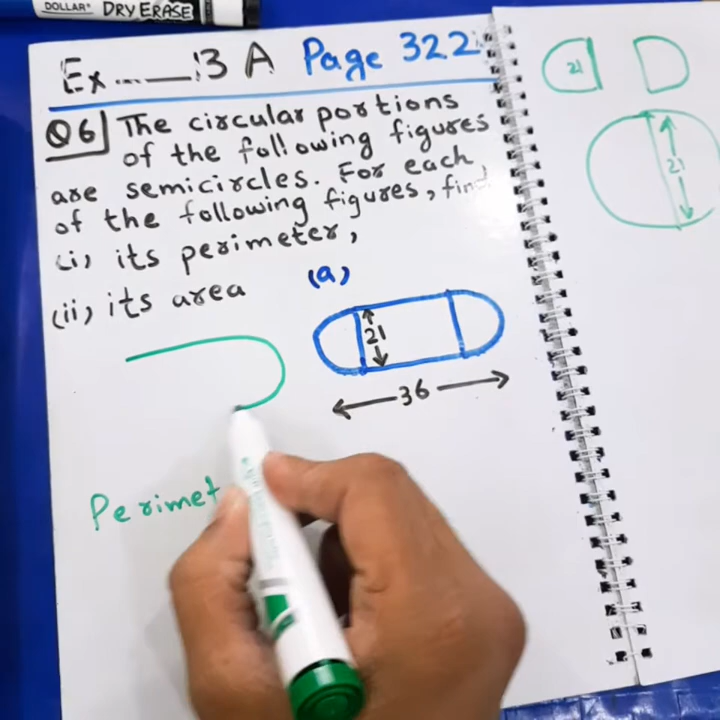 DOLLAR® DRY ERASE
Ex.....13 A Page 322
Q6 The circular portions
of the following figures
are semicircles. For each
of the following figures, find
(i), its perimeter,
(ii), its area
(a)
21
36
21
21
Perimet